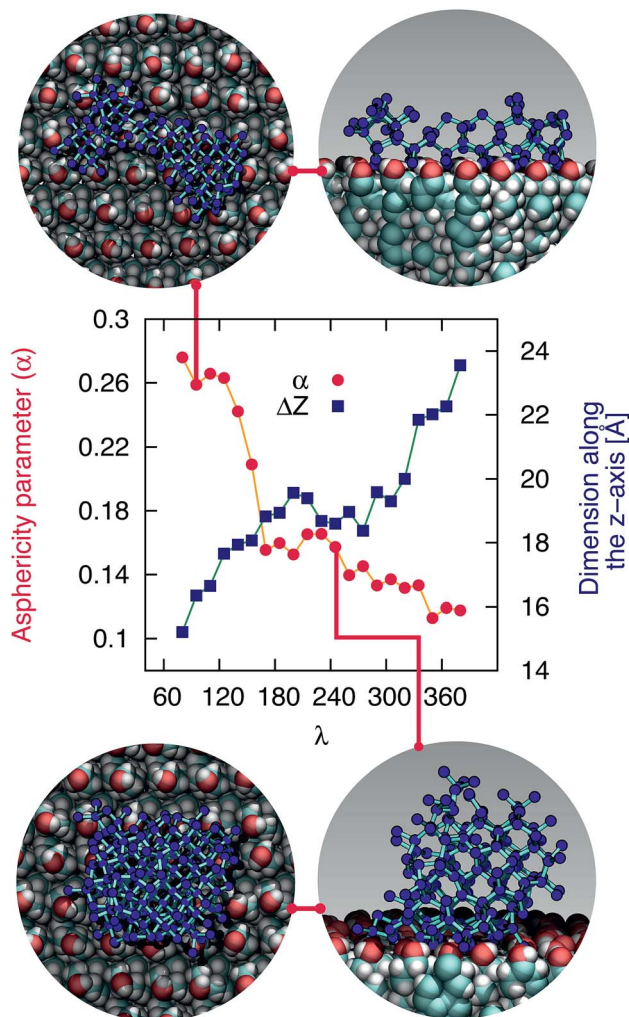 Asphericity parameter (α)
0.3
0.26
0.22
0.18
0.14
0.1
α
ΔZ
24
22
20
18
16
14
Dimension along
the z-axis [Å]
60 120 180 240 300 360
λ